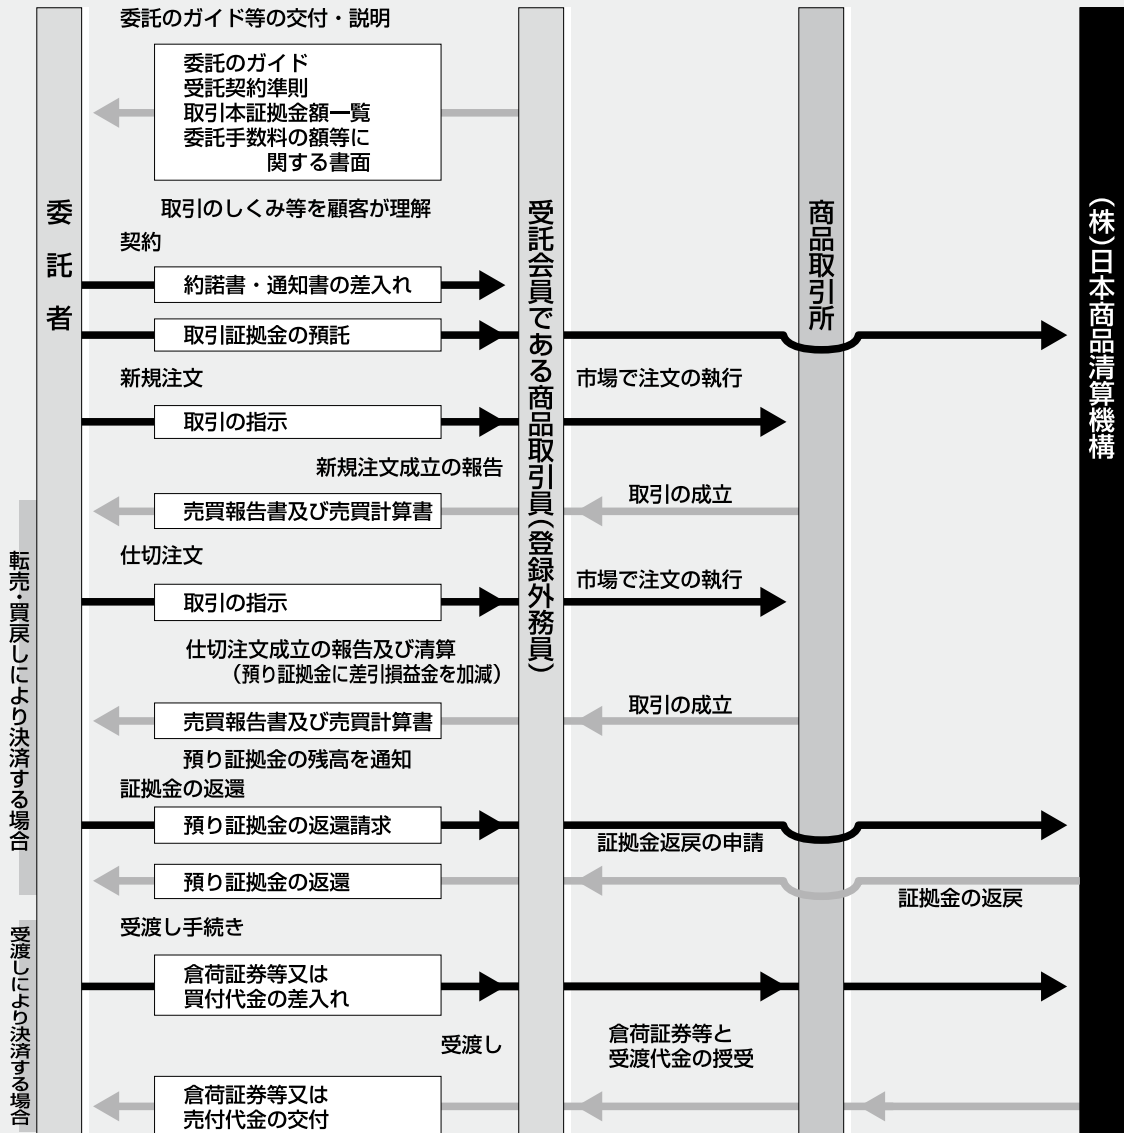 委託のガイド等の交付・説明
委託のガイド
受託契約準則
取引本証拠金額一覧
委託手数料の額等に
関する書面
取引のしくみ等を顧客が理解
契約
約諾書・通知書の差入れ
取引証拠金の預託
新規注文
市場で注文の執行
取引の指示
新規注文成立の報告
取引の成立
売買報告書及び売買計算書
仕切注文
市場で注文の執行
取引の指示
仕切注文成立の報告及び清算
（預り証拠金に差引損益金を加減）
取引の成立
売買報告書及び売買計算書
預り証拠金の残高を通知
証拠金の返還
預り証拠金の返還請求
証拠金返戻の申請
預り証拠金の返還
証拠金の返戻
受渡し手続き
倉荷証券等又は
買付代金の差入れ
受渡し
倉荷証券等と
受渡代金の授受
倉荷証券等又は
売付代金の交付
委託者
受託会員である商品取引員（登録外務員）
商品取引所
（株）日本商品清算機構
転売・買戻しにより決済する場合
受渡しにより決済する場合